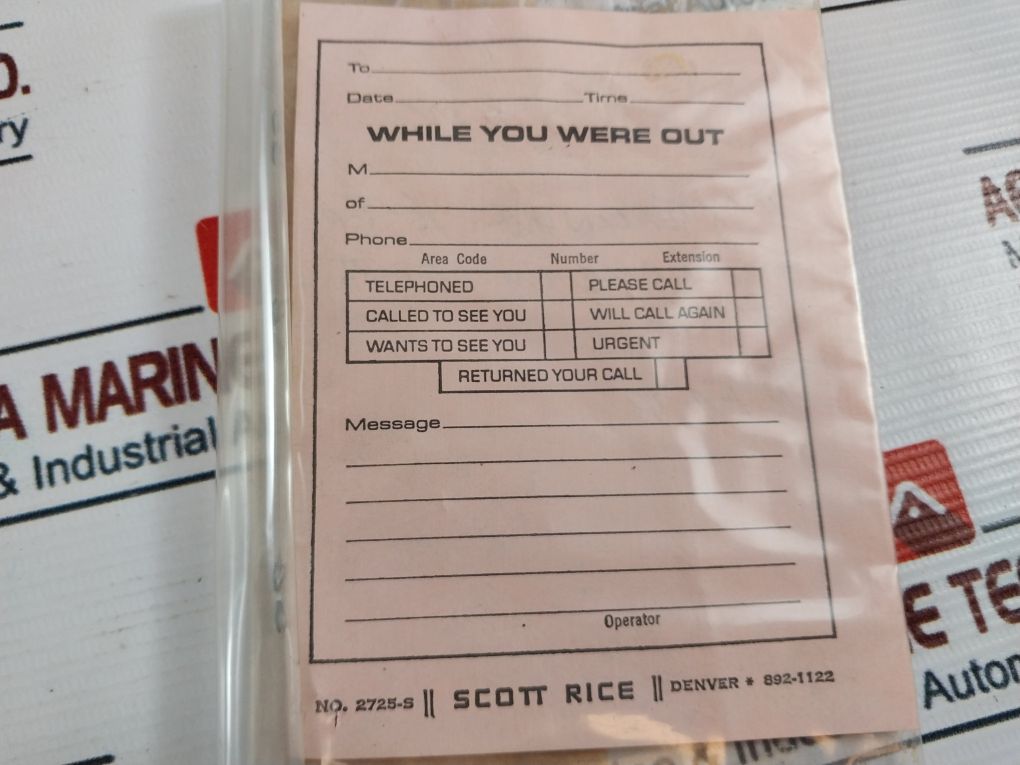 To
Date Time
WHILE YOU WERE OUT
M
of
Phone
Area Code Number Extension
TELEPHONED PLEASE CALL
CALLED TO SEE YOU WILL CALL AGAIN
WANTS TO SEE YOU URGENT
RETURNED YOUR CALL
Message
Operator
NO. 2725-S || SCOTT RICE || DENVER * 892-1122
D.
ry
A MARIN
& Industrial
E TE
Auto